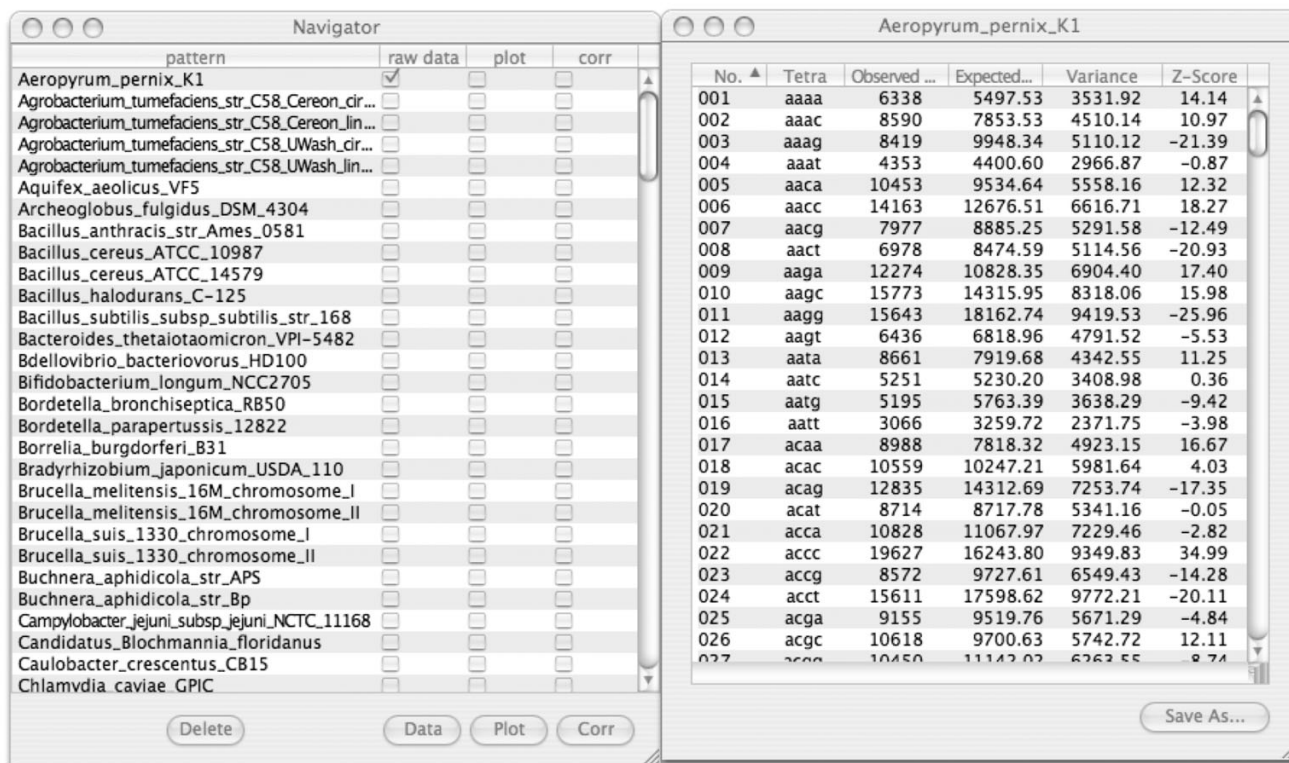 Navigator
pattern raw data plot corr
Aeropyrum_pernix_K1
Agrobacterium_tumefaciens_str_C58_Cereon_cir...
Agrobacterium_tumefaciens_str_C58_Cereon_lin...
Agrobacterium_tumefaciens_str_C58_UWash_cir...
Agrobacterium_tumefaciens_str_C58_UWash_lin...
Aquifex_aeolicus_VF5
Archeoglobus_fulgidus_DSM_4304
Bacillus_anthracis_str_Ames_0581
Bacillus_cereus_ATCC_10987
Bacillus_cereus_ATCC_14579
Bacillus_halodurans_C-125
Bacillus_subtilis_subsp_subtilis_str_168
Bacteroides_thetaiotaomicron_VPI-5482
Bdellovibrio_bacteriovorus_HD100
Bifidobacterium_longum_NCC2705
Bordetella_bronchiseptica_RB50
Bordetella_parapertussis_12822
Borrelia_burgdorferi_B31
Bradyrhizobium_japonicum_USDA_110
Brucella_melitensis_16M_chromosome_I
Brucella_melitensis_16M_chromosome_II
Brucella_suis_1330_chromosome_I
Brucella_suis_1330_chromosome_II
Buchnera_aphidicola_str_APS
Buchnera_aphidicola_str_Bp
Campylobacter_jejuni_subsp_jejuni_NCTC_11168
Candidatus_Blochmannia_floridanus
Caulobacter_crescentus_CB15
Chlamydia_caviae_GPIC
Delete Data Plot Corr
Aeropyrum_pernix_K1
No. Tetra Observed ... Expected... Variance Z-Score
001 aaaa 6338 5497.53 3531.92 14.14
002 aaac 8590 7853.53 4510.14 10.97
003 aaag 8419 9948.34 5110.12 -21.39
004 aaat 4353 4400.60 2966.87 -0.87
005 aaca 10453 9534.64 5558.16 12.32
006 aacc 14163 12676.51 6616.71 18.27
007 aacg 7977 8885.25 5291.58 -12.49
008 aact 6978 8474.59 5114.56 -20.93
009 aaga 12274 10828.35 6904.40 17.40
010 aagc 15773 14315.95 8318.06 15.98
011 aagg 15643 18162.74 9419.53 -25.96
012 aagt 6436 6818.96 4791.52 -5.53
013 aata 8661 7919.68 4342.55 11.25
014 aatc 5251 5230.20 3408.98 0.36
015 aatg 5195 5763.39 3638.29 -9.42
016 aatt 3066 3259.72 2371.75 -3.98
017 acaa 8988 7818.32 4923.15 16.67
018 acac 10559 10247.21 5981.64 4.03
019 acag 12835 14312.69 7253.74 -17.35
020 acat 8714 8717.78 5341.16 -0.05
021 acca 10828 11067.97 7229.46 -2.82
022 accc 19627 16243.80 9349.83 34.99
023 accg 8572 9727.61 6549.43 -14.28
024 acct 15611 17598.62 9772.21 -20.11
025 acga 9155 9519.76 5671.29 -4.84
026 acgc 10618 9700.63 5742.72 12.11
027 acgg 10450 11142.02 6263.55 -8.74
Save As...